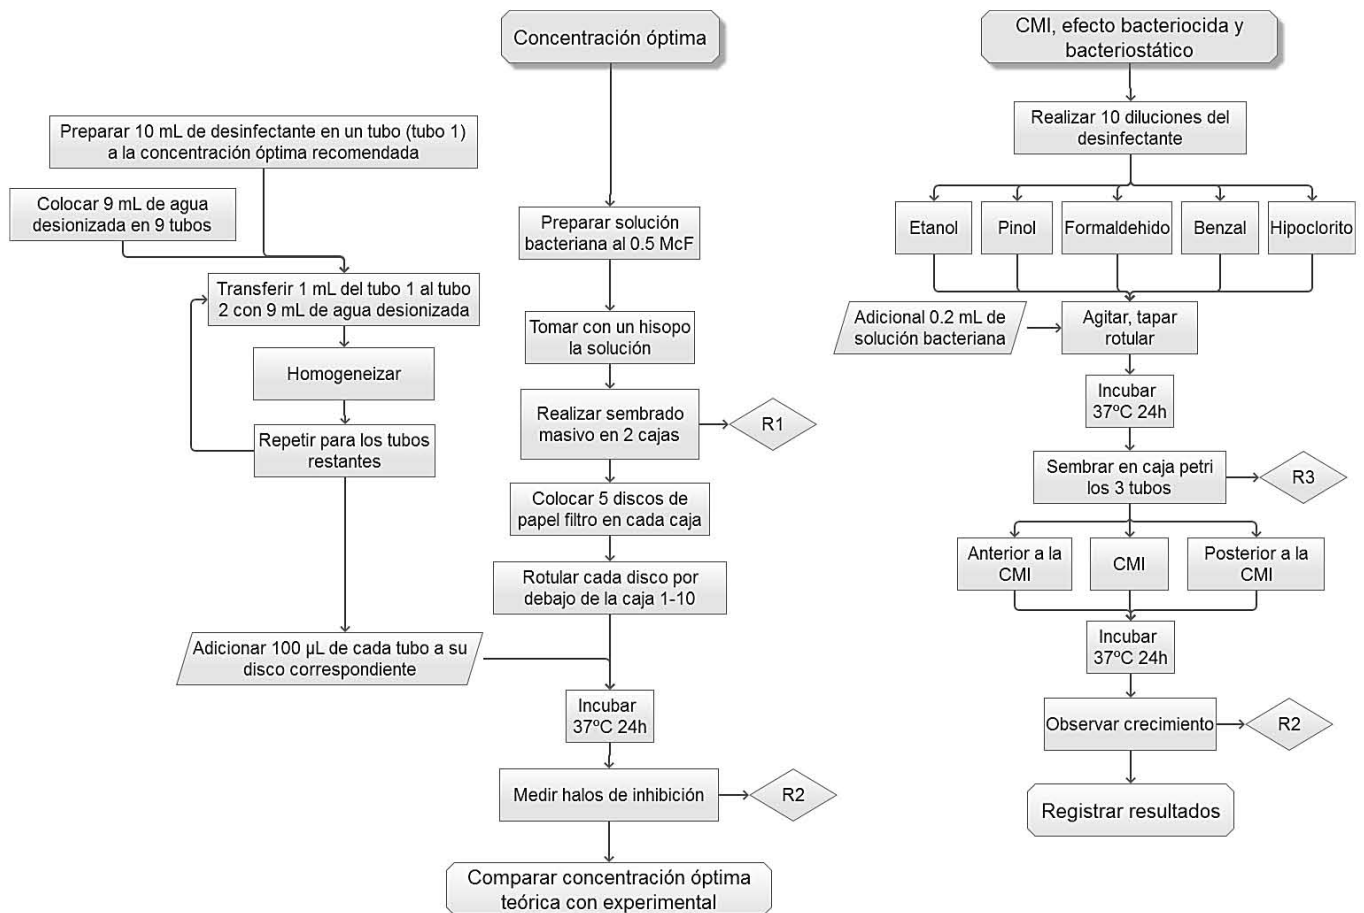 Concentración óptima
Preparar 10 mL de desinfectante en un tubo (tubo 1)
a la concentración óptima recomendada
Colocar 9 mL de agua
desionizada en 9 tubos
Transferir 1 mL del tubo 1 al tubo
2 con 9 mL de agua desionizada
Homogeneizar
Repetir para los tubos
restantes
Adicionar 100 µL de cada tubo a su
disco correspondiente
Preparar solución
bacteriana al 0.5 McF
Tomar con un hisopo
la solución
Realizar sembrado
masivo en 2 cajas
R1
Colocar 5 discos de
papel filtro en cada caja
Rotular cada disco por
debajo de la caja 1-10
Incubar
37ºC 24h
Medir halos de inhibición
R2
Comparar concentración óptima
teórica con experimental
CMI, efecto bacteriocida y
bacteriostático
Realizar 10 diluciones del
desinfectante
Etanol
Pinol
Formaldehido
Benzal
Hipoclorito
Adicional 0.2 mL de
solución bacteriana
Agitar, tapar
rotular
Incubar
37ºC 24h
Sembrar en caja petri
los 3 tubos
R3
Anterior a la
CMI
CMI
Posterior a la
CMI
Incubar
37ºC 24h
Observar crecimiento
R2
Registrar resultados